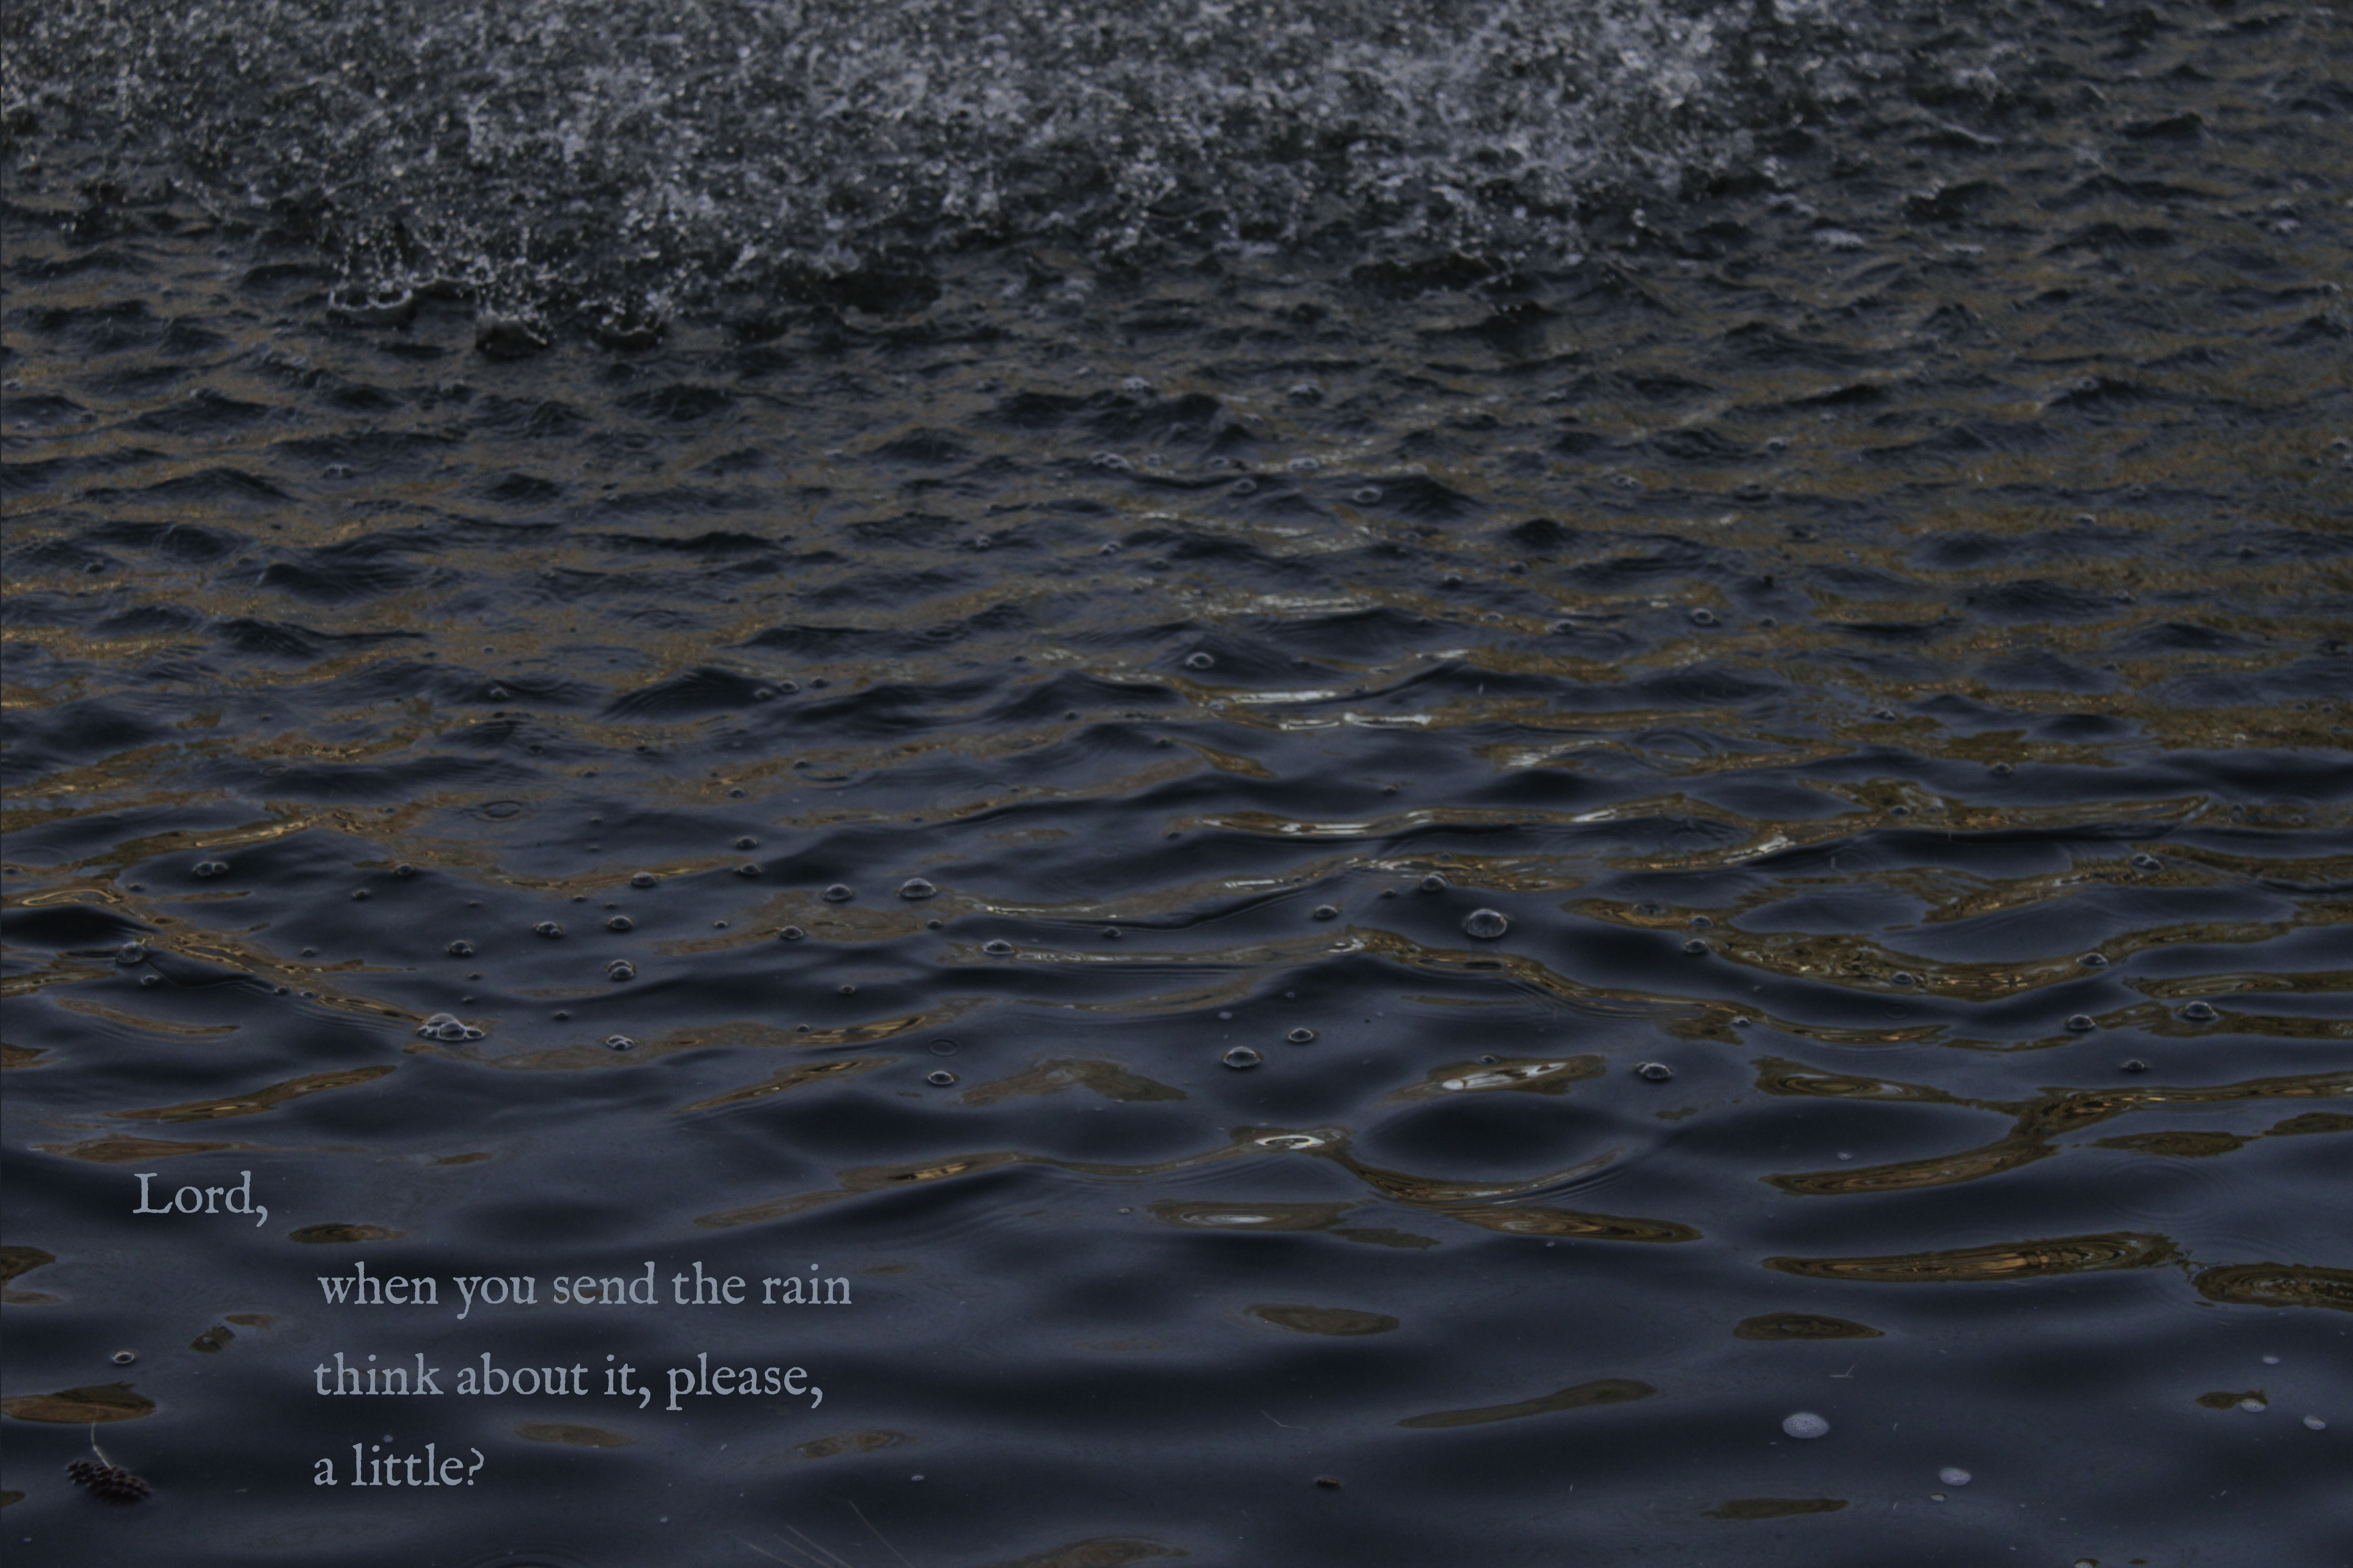 Lord,
when you send the rain
think about it, please,
a little?